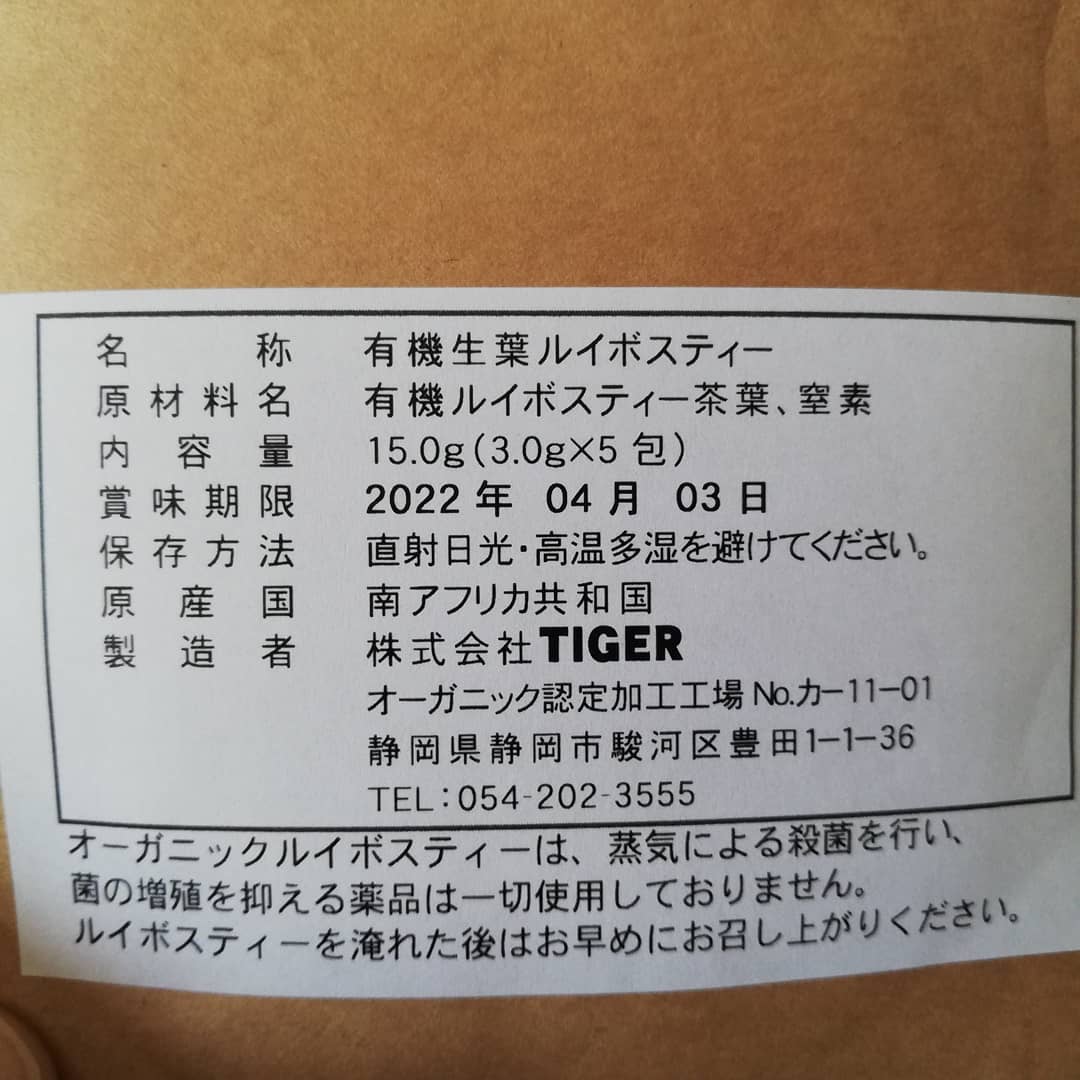 名称 有機生葉ルイボスティー
原材料名 有機ルイボスティー茶葉、窒素
内容量 15.0g(3.0g×5 包)
賞味期限 2022 年 04 月 03 日
保存方法 直射日光・高温多湿を避けてください。
原産国 南アフリカ共和国
製造者 株式会社TIGER
オーガニック認定加工工場 No.カ-11-01
静岡県静岡市駿河区豊田1-1-36
TEL:054-202-3555
オーガニックルイボスティーは、蒸気による殺菌を行い、
菌の増殖を抑える薬品は一切使用しておりません。
ルイボスティーを淹れた後はお早めにお召し上がりください。